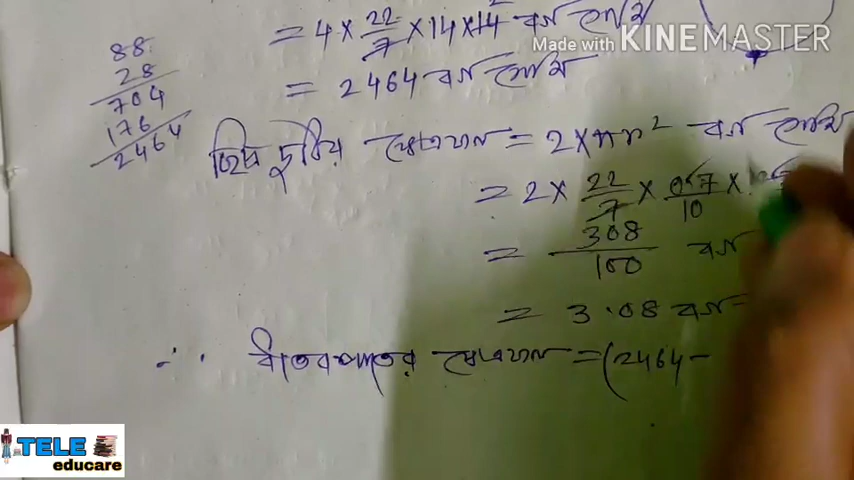 = 4 × 22/7 × 14 × 14 বর্গ সেমি
Made with KINEMASTER
= 2464 বর্গ সেমি
88
28
704
176
2464
ছিদ্র দুটির ক্ষেত্রফল = 2 × πr² বর্গ সেমি
= 2 × 22/7 × 0.7/10 ×
= 308/100 বর্গ
= 3.08 বর্গ
∴ ক্ষেত্রফল = (2464 −
TELE
educare